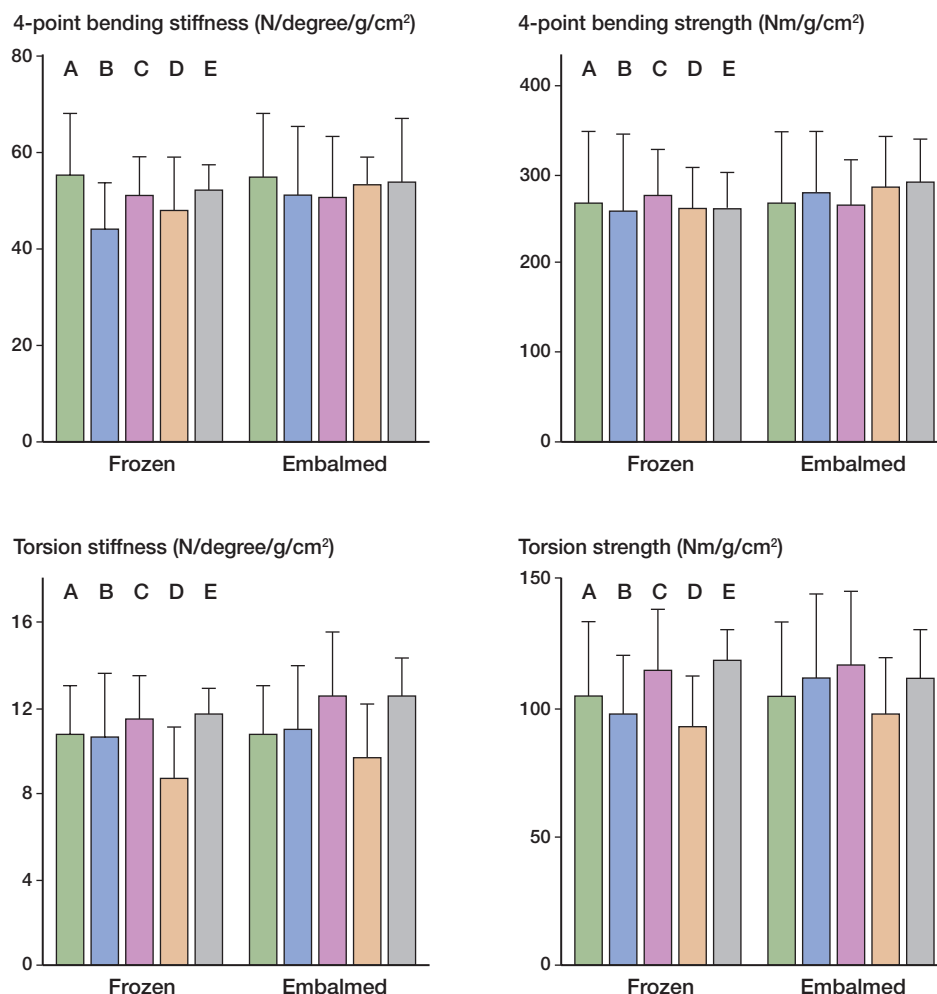 4-point bending stiffness (N/degree/g/cm²)
80
A B C D E
60
40
20
0
Frozen Embalmed
4-point bending strength (Nm/g/cm²)
A B C D E
400
300
200
100
0
Frozen Embalmed
Torsion stiffness (N/degree/g/cm²)
A B C D E
16
12
8
4
0
Frozen Embalmed
Torsion strength (Nm/g/cm²)
150
A B C D E
100
50
0
Frozen Embalmed